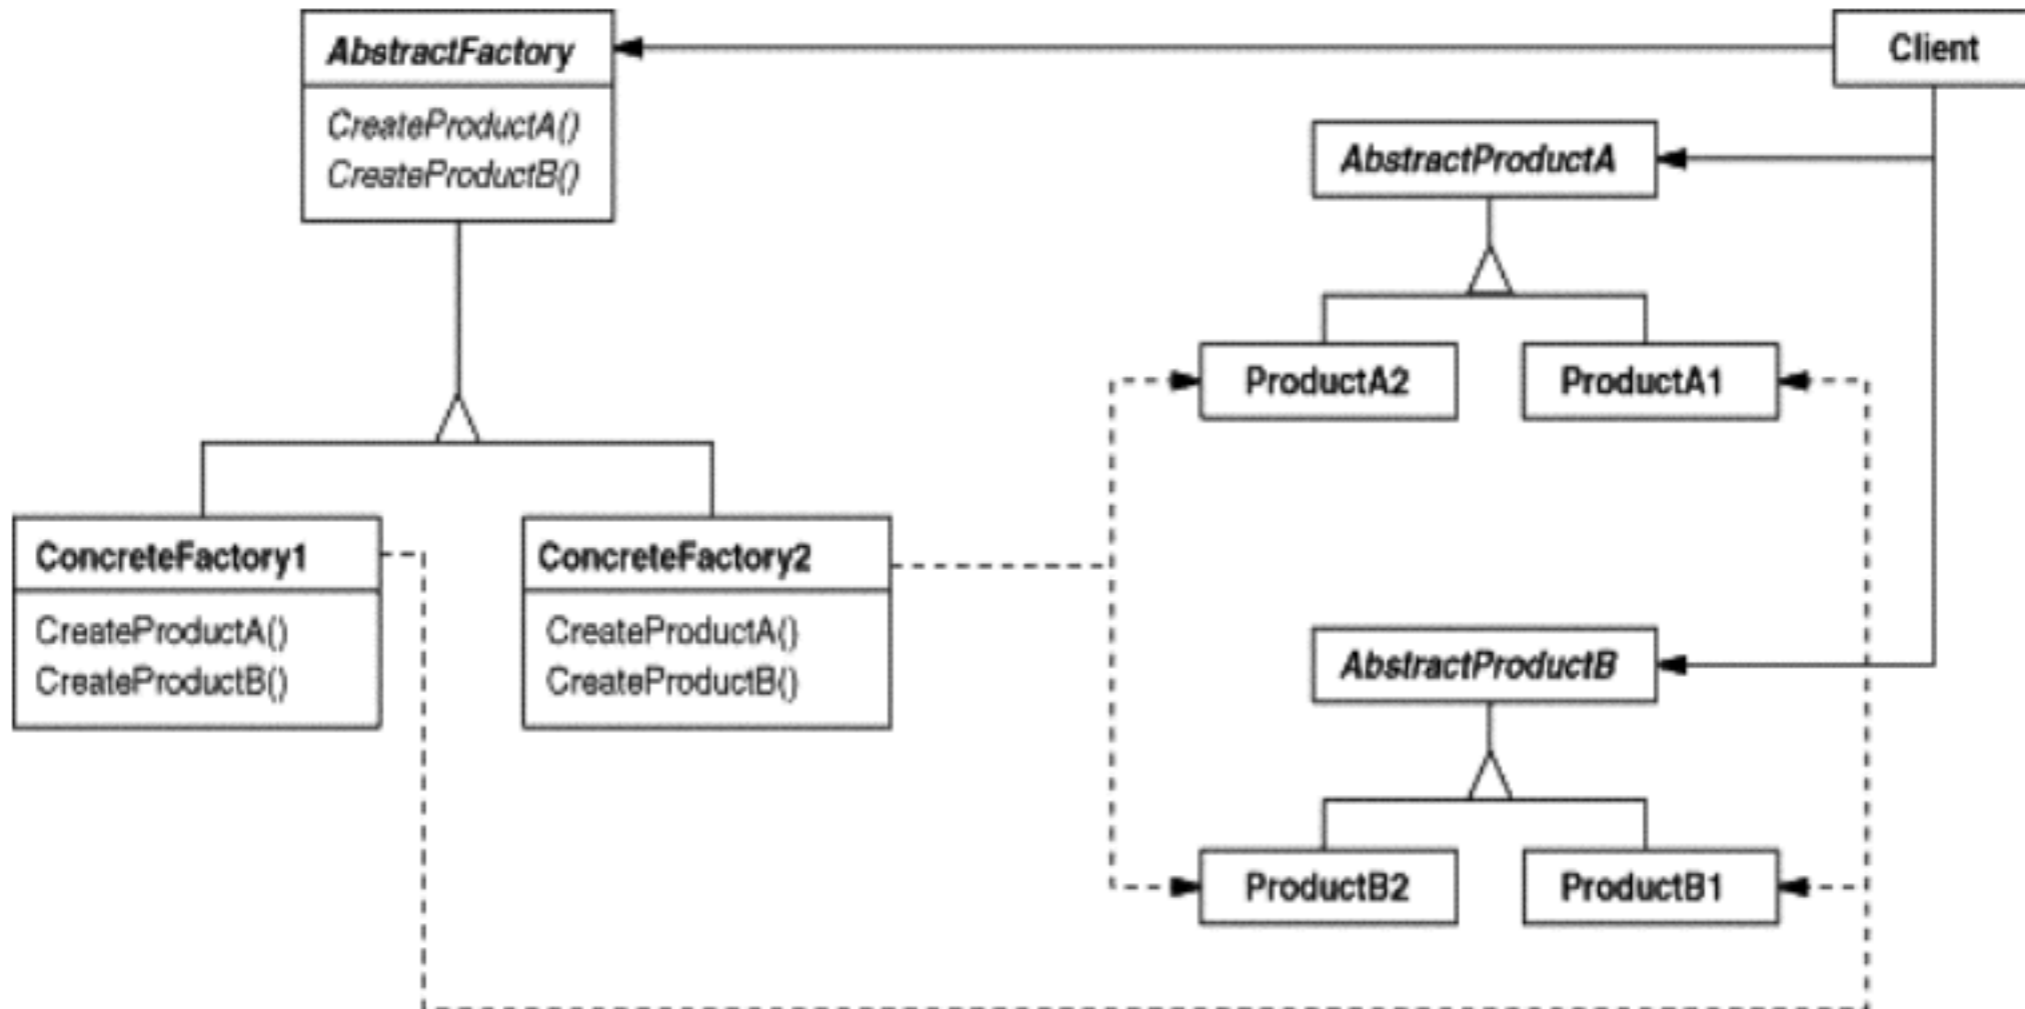 AbstractFactory
CreateProductA()
CreateProductB()
Client
AbstractProductA
ProductA2
ProductA1
ConcreteFactory1
CreateProductA()
CreateProductB()
ConcreteFactory2
CreateProductA()
CreateProductB()
AbstractProductB
ProductB2
ProductB1